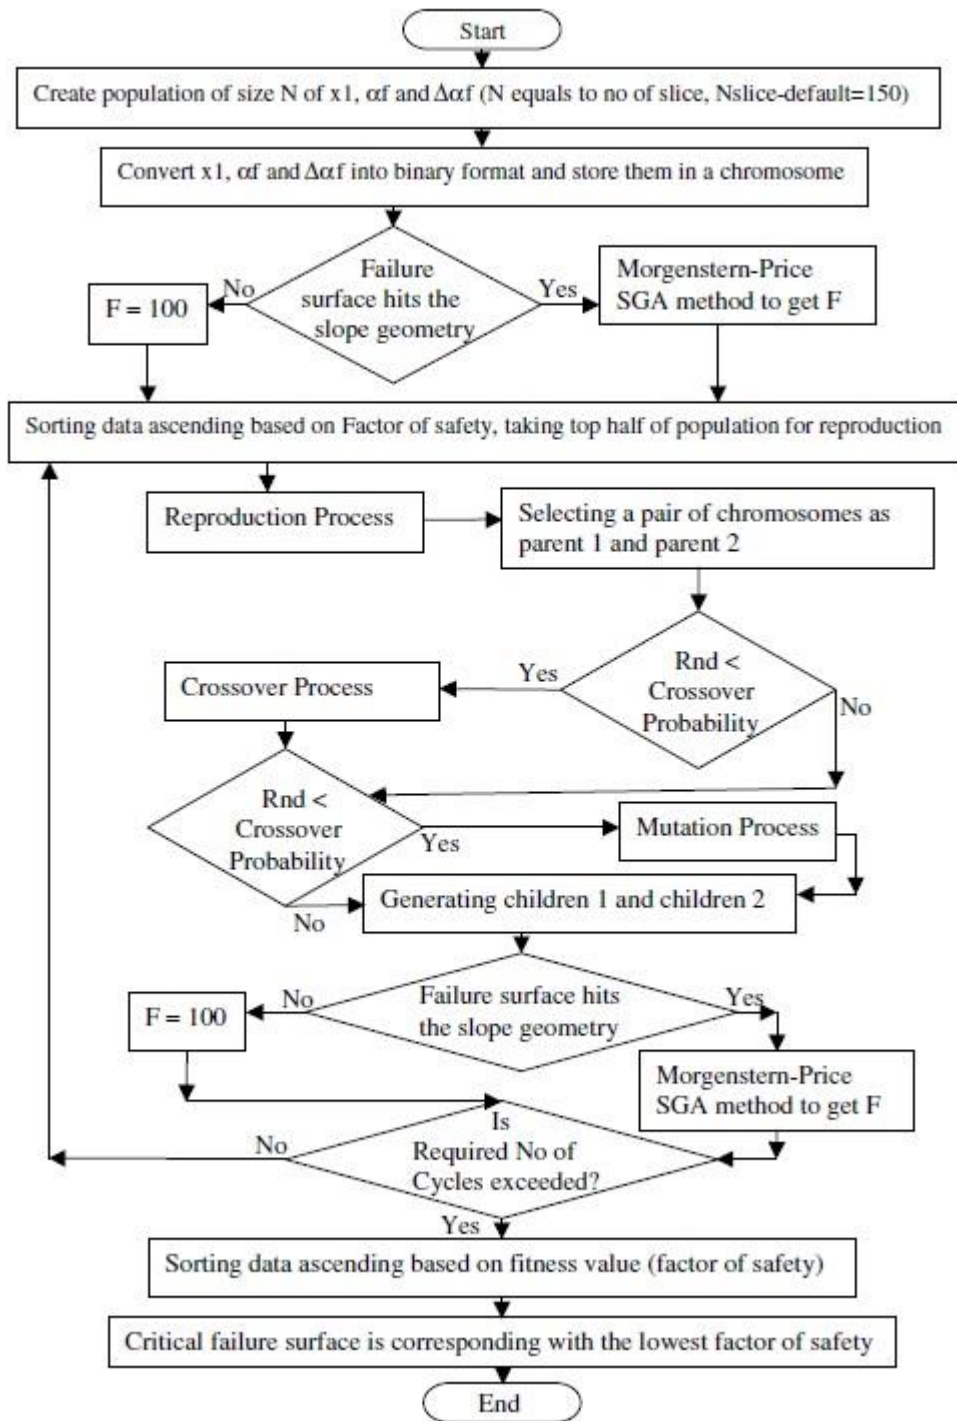 Start
Create population of size N of x1, αf and Δαf (N equals to no of slice, Nslice-default=150)
Convert x1, αf and Δαf into binary format and store them in a chromosome
Failure
surface hits the
slope geometry
No
Yes
F = 100
Morgenstern-Price
SGA method to get F
Sorting data ascending based on Factor of safety, taking top half of population for reproduction
Reproduction Process
Selecting a pair of chromosomes as
parent 1 and parent 2
Rnd <
Crossover
Probability
Yes
No
Crossover Process
Rnd <
Crossover
Probability
Yes
No
Mutation Process
Generating children 1 and children 2
Failure surface hits
the slope geometry
No
Yes
F = 100
Morgenstern-Price
SGA method to get F
Is
Required No of
Cycles exceeded?
No
Yes
Sorting data ascending based on fitness value (factor of safety)
Critical failure surface is corresponding with the lowest factor of safety
End